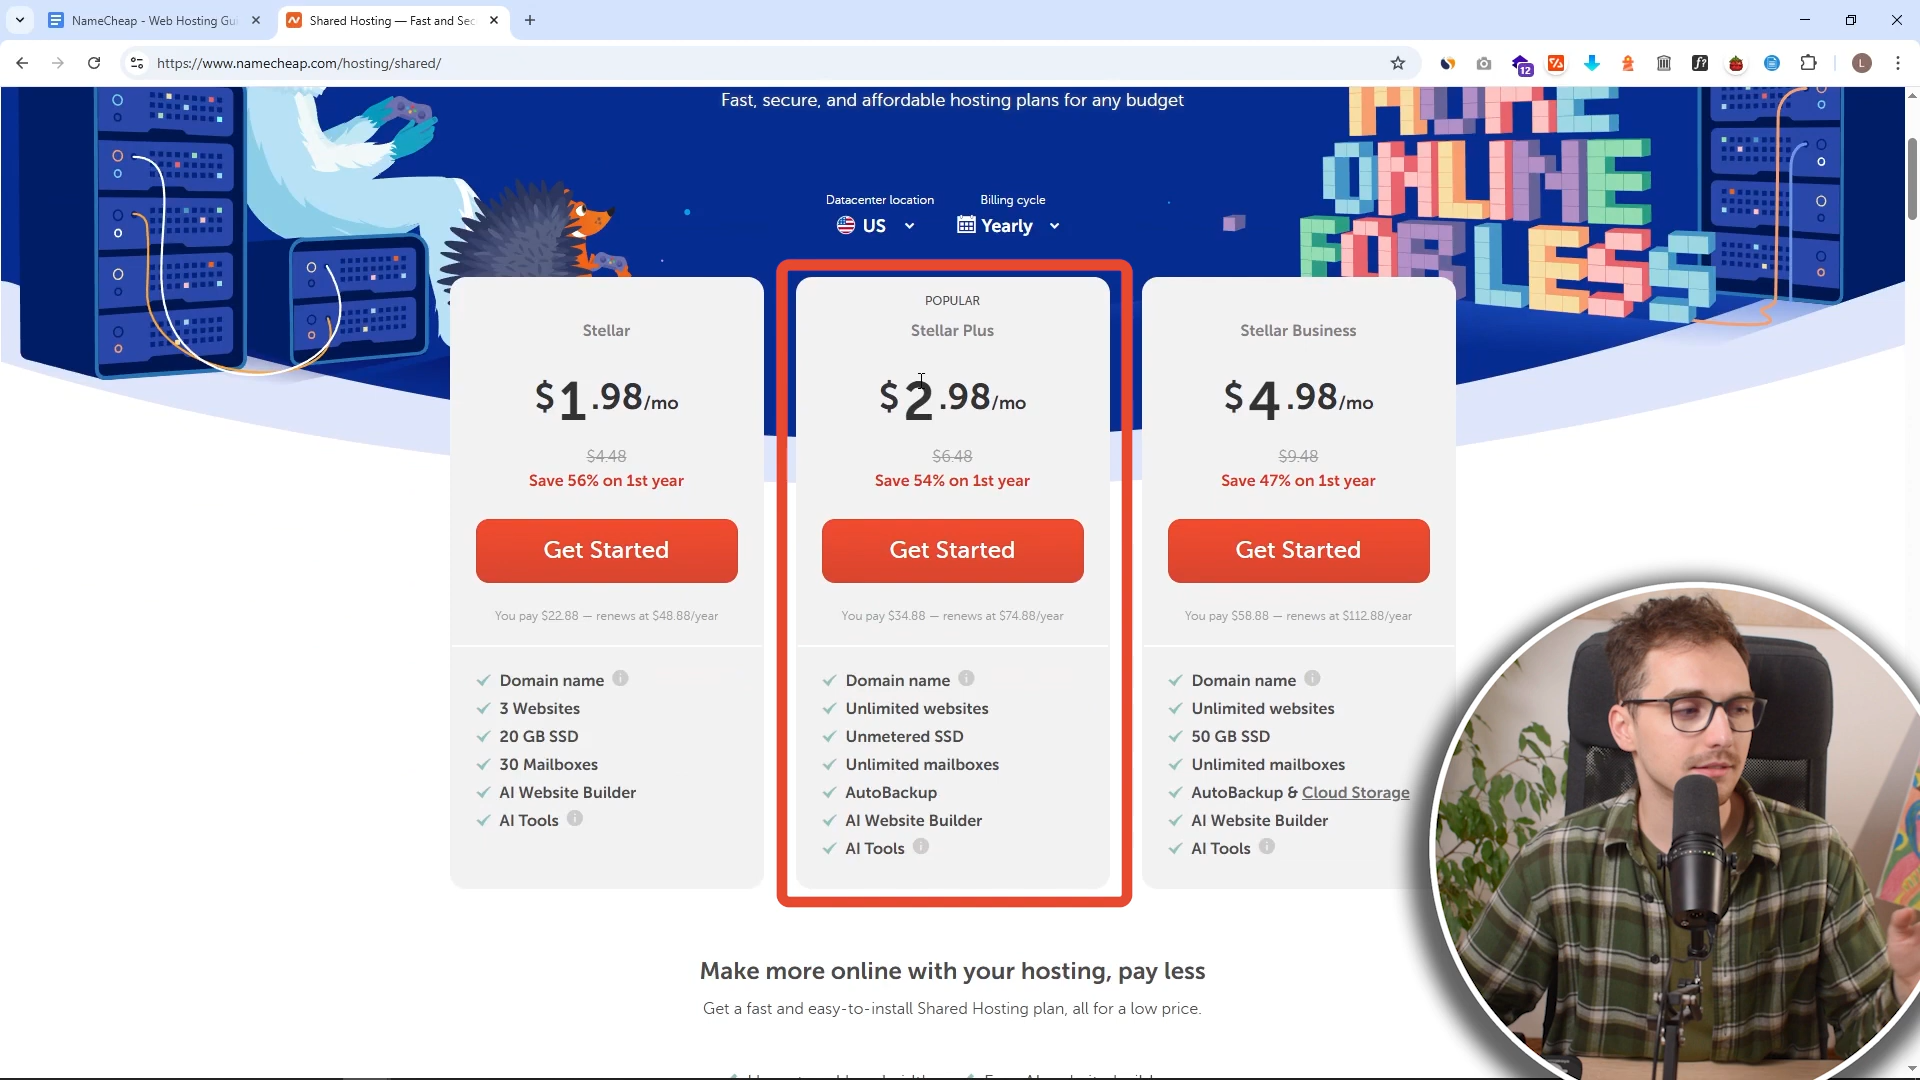 NameCheap - Web Hosting Gui
Shared Hosting — Fast and Sec
https://www.namecheap.com/hosting/shared/
12
L
Fast, secure, and affordable hosting plans for any budget
MORE
ONLINE
FOR LESS
Datacenter location
US
Billing cycle
Yearly
Stellar
$1.98/mo
$4.48
Save 56% on 1st year
Get Started
You pay $22.88 — renews at $48.88/year
Domain name
3 Websites
20 GB SSD
30 Mailboxes
AI Website Builder
AI Tools
POPULAR
Stellar Plus
$2.98/mo
$6.48
Save 54% on 1st year
Get Started
You pay $34.88 — renews at $74.88/year
Domain name
Unlimited websites
Unmetered SSD
Unlimited mailboxes
AutoBackup
AI Website Builder
AI Tools
Stellar Business
$4.98/mo
$9.48
Save 47% on 1st year
Get Started
You pay $58.88 — renews at $112.88/year
Domain name
Unlimited websites
50 GB SSD
Unlimited mailboxes
AutoBackup & Cloud Storage
AI Website Builder
AI Tools
Make more online with your hosting, pay less
Get a fast and easy-to-install Shared Hosting plan, all for a low price.